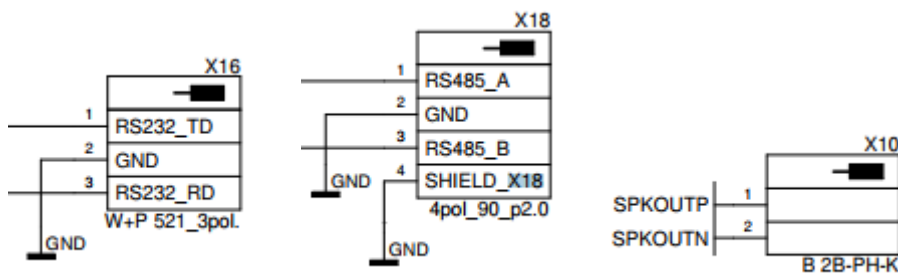 X16
1 RS232_TD
2 GND
3 RS232_RD
W+P 521_3pol.
GND
X18
1 RS485_A
2 GND
3 RS485_B
4 SHIELD_X18
GND
4pol_90_p2.0
GND
X10
SPKOUTP 1
SPKOUTN 2
B 2B-PH-K